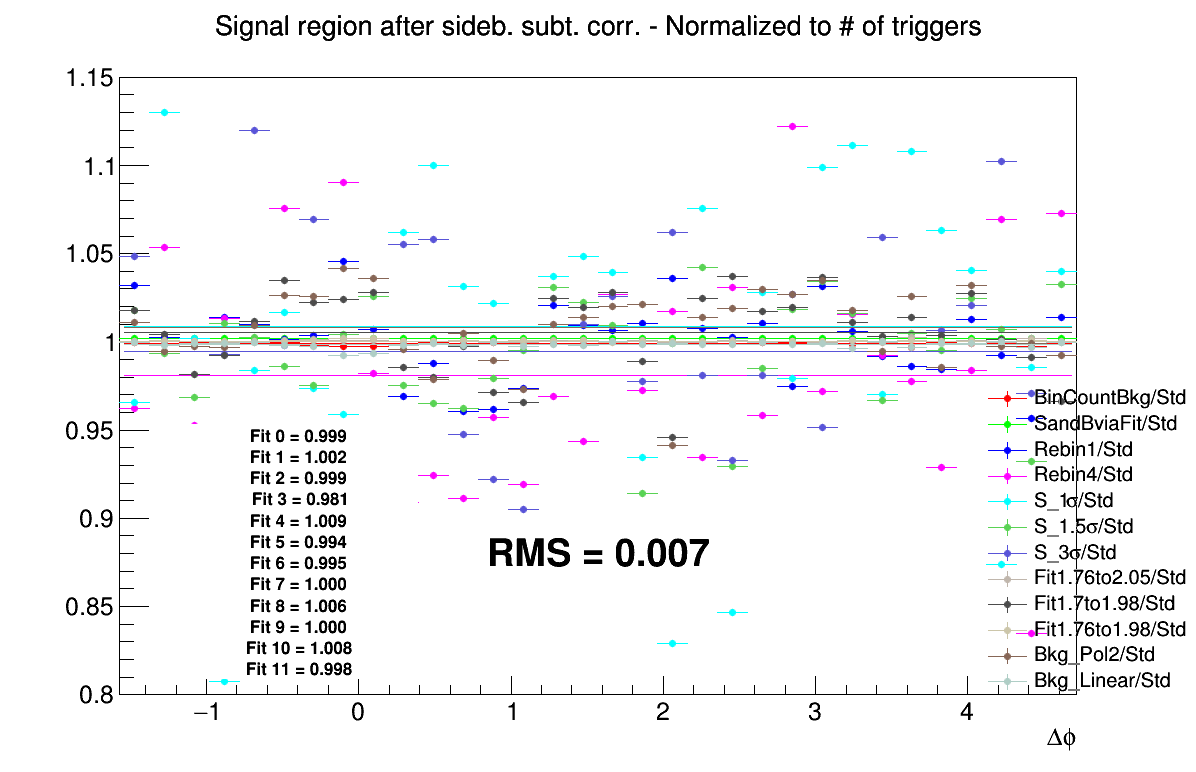 Signal region after sideb. subt. corr. - Normalized to # of triggers
1.15
1.1
1.05
1
0.95
0.9
0.85
0.8
Fit 0 = 0.999
Fit 1 = 1.002
Fit 2 = 0.999
Fit 3 = 0.981
Fit 4 = 1.009
Fit 5 = 0.994
Fit 6 = 0.995
Fit 7 = 1.000
Fit 8 = 1.006
Fit 9 = 1.000
Fit 10 = 1.008
Fit 11 = 0.998
RMS = 0.007
BinCountBkg/Std
SandBviaFit/Std
Rebin1/Std
Rebin4/Std
S_1σ/Std
S_1.5σ/Std
S_3σ/Std
Fit1.76to2.05/Std
Fit1.7to1.98/Std
Fit1.76to1.98/Std
Bkg_Pol2/Std
Bkg_Linear/Std
−1 0 1 2 3 4
Δϕ